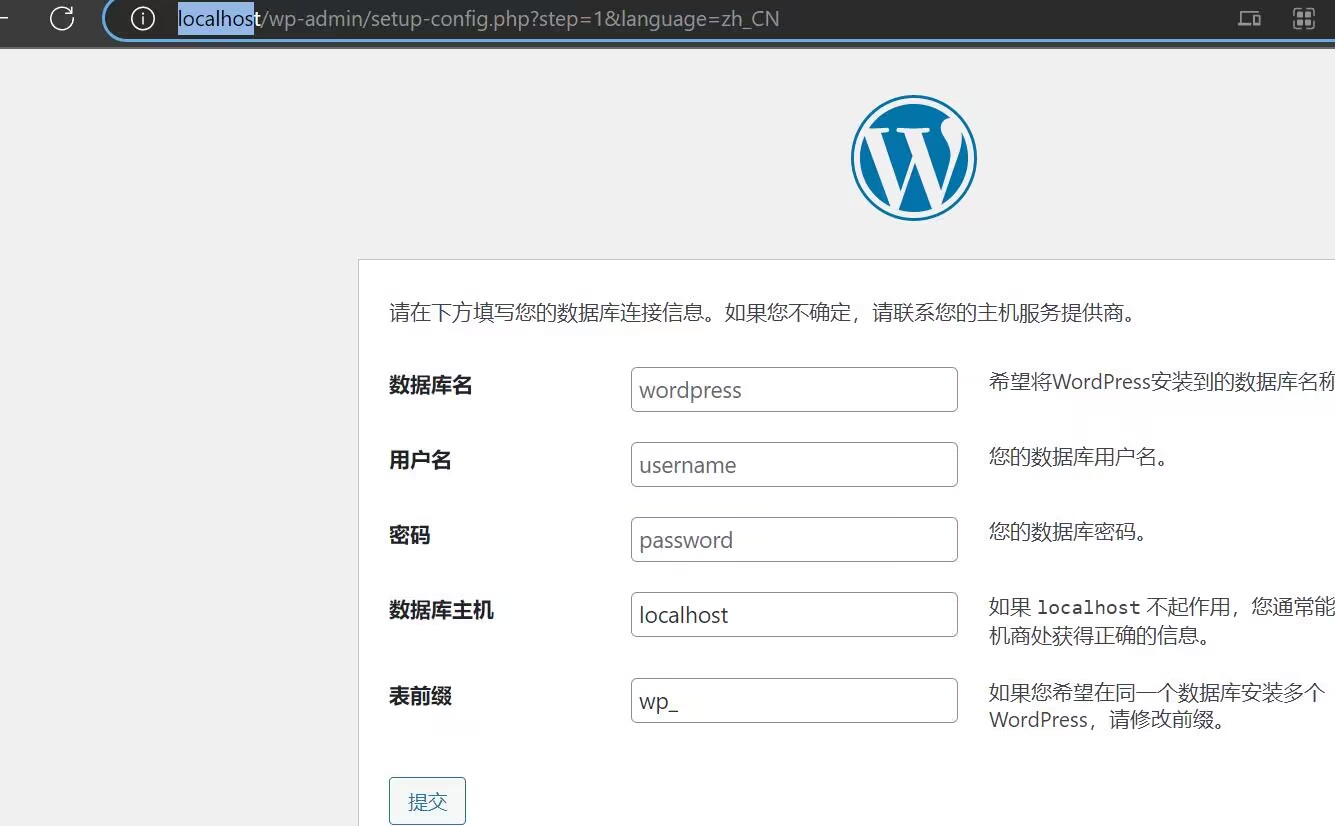 localhost/wp-admin/setup-config.php?step=1&language=zh_CN
请在下方填写您的数据库连接信息。如果您不确定，请联系您的主机服务提供商。
数据库名
wordpress
希望将WordPress安装到的数据库名称
用户名
username
您的数据库用户名。
密码
password
您的数据库密码。
数据库主机
localhost
如果 localhost 不起作用，您通常能
机商处获得正确的信息。
表前缀
wp_
如果您希望在同一个数据库安装多个
WordPress，请修改前缀。
提交